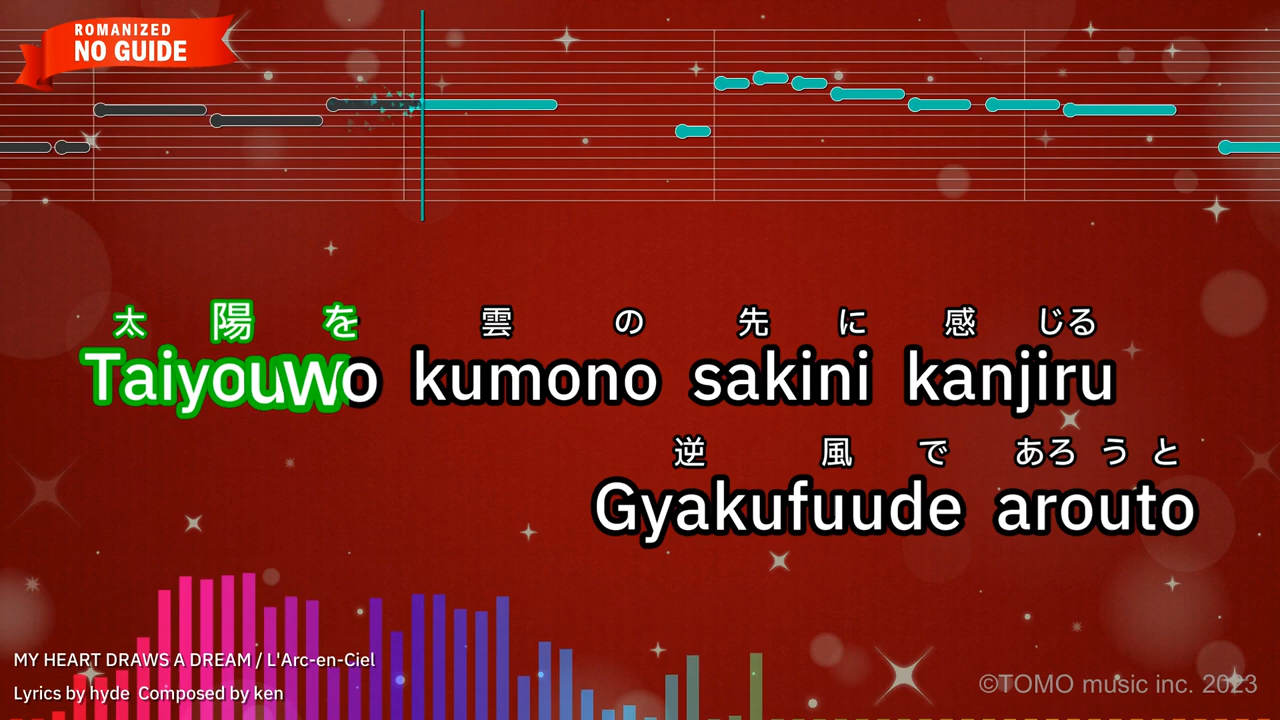 ROMANIZED
NO GUIDE
太陽を 雲の先に感じる
Taiyouwo kumono sakini kanjiru
逆風であろうと
Gyakufuude arouto
MY HEART DRAWS A DREAM / L'Arc-en-Ciel
Lyrics by hyde Composed by ken
©TOMO music inc. 2023